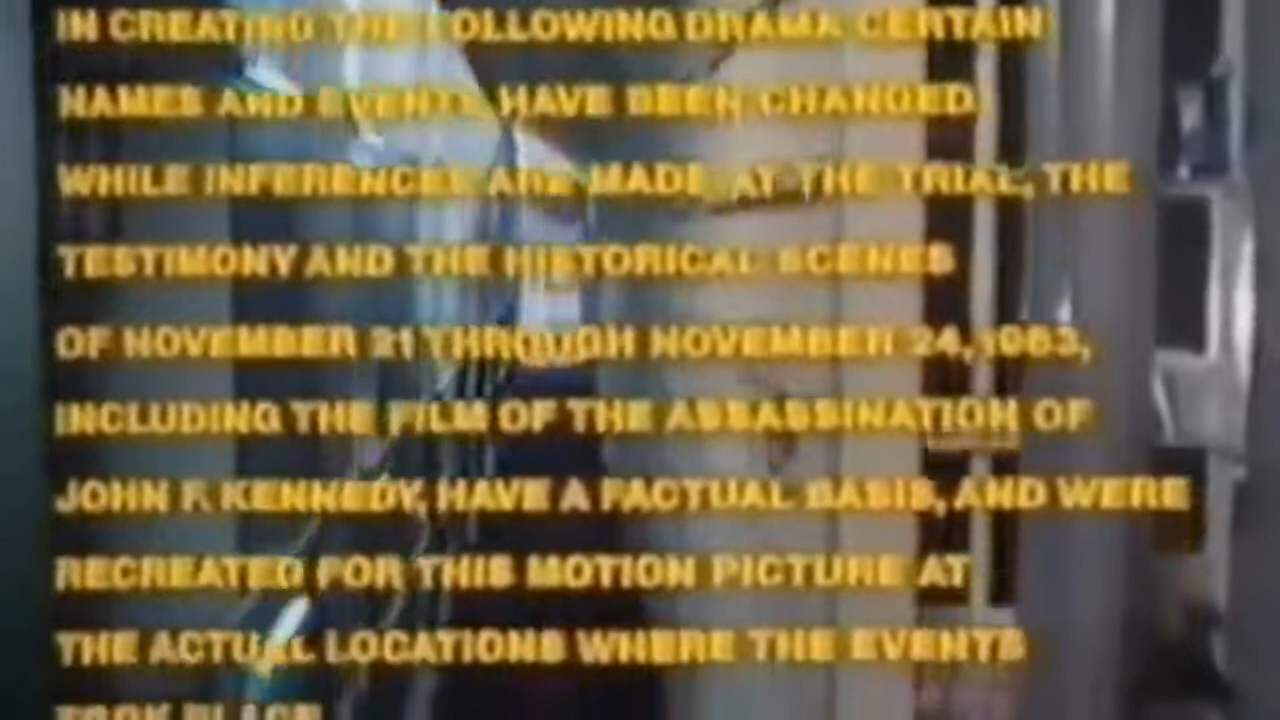 IN CREATING THE FOLLOWING DRAMA CERTAIN
NAMES AND EVENTS HAVE BEEN CHANGED.
WHILE INFERENCES ARE MADE AT THE TRIAL, THE
TESTIMONY AND THE HISTORICAL SCENES
OF NOVEMBER 21 THROUGH NOVEMBER 24, 1963,
INCLUDING THE FILM OF THE ASSASSINATION OF
JOHN F. KENNEDY, HAVE A FACTUAL BASIS, AND WERE
RECREATED FOR THIS MOTION PICTURE AT
THE ACTUAL LOCATIONS WHERE THE EVENTS
TOOK PLACE